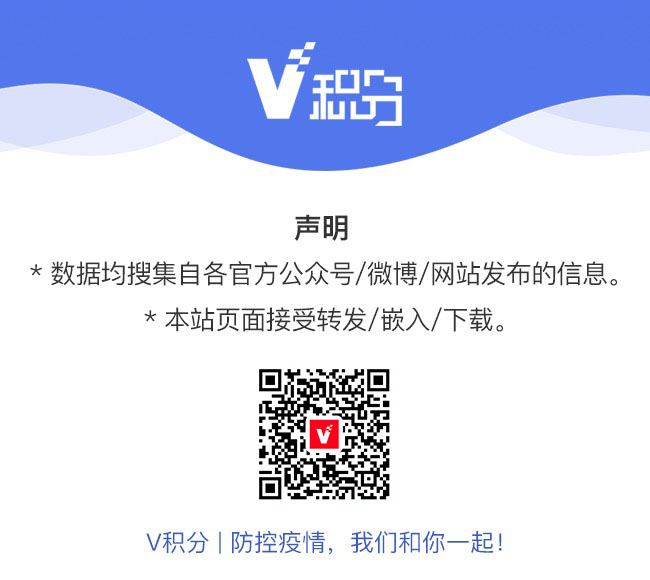 V积分
声明
* 数据均搜集自各官方公众号/微博/网站发布的信息。
* 本站页面接受转发/嵌入/下载。
V
V积分 | 防控疫情，我们和你一起！